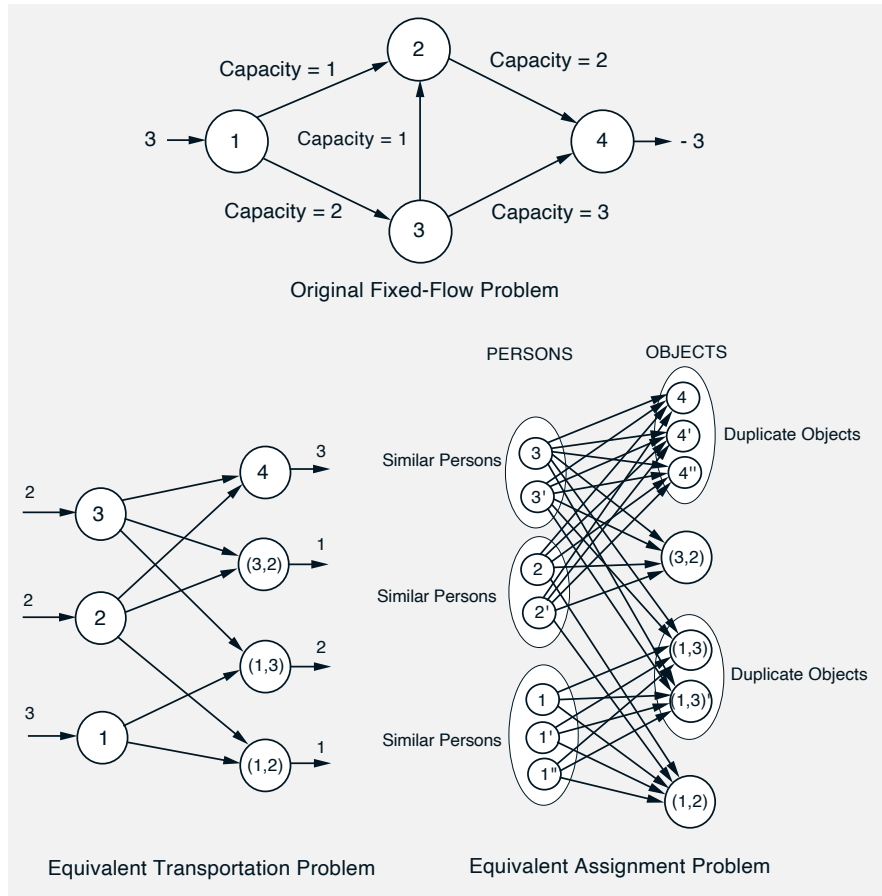 2
Capacity = 1
Capacity = 2
3
1
Capacity = 1
4
- 3
Capacity = 2
Capacity = 3
3
Original Fixed-Flow Problem
PERSONS
OBJECTS
4
4'
4''
Duplicate Objects
Similar Persons
3
3'
(3,2)
Similar Persons
2
2'
(1,3)
(1,3)'
Duplicate Objects
Similar Persons
1
1'
1"
(1,2)
2
3
4
3
(3,2)
1
2
2
(1,3)
2
3
1
(1,2)
1
Equivalent Transportation Problem
Equivalent Assignment Problem